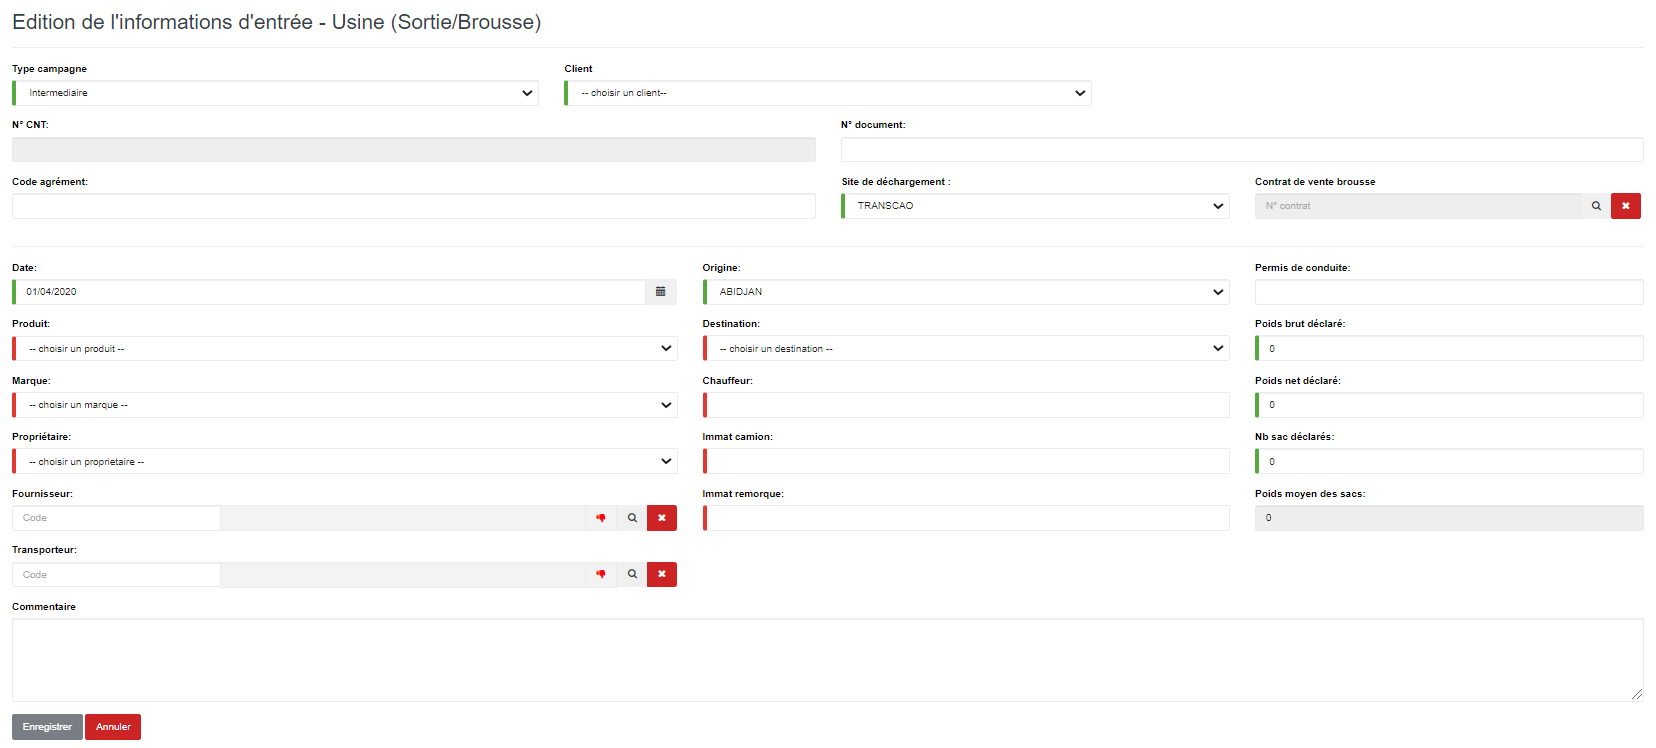 Edition de l'informations d'entrée - Usine (Sortie/Brousse)
Type campagne
Client
Intermediaire
-- choisir un client--
N° CNT:
N° document:
Code agrément:
Site de déchargement :
Contrat de vente brousse
TRANSCAO
N° contrat
Date:
Origine:
Permis de conduite:
01/04/2020
ABIDJAN
Produit:
Destination:
Poids brut déclaré:
-- choisir un produit --
-- choisir un destination --
0
Marque:
Chauffeur:
Poids net déclaré:
-- choisir un marque --
0
Propriétaire:
Immat camion:
Nb sac déclarés:
-- choisir un proprietaire --
0
Fournisseur:
Immat remorque:
Poids moyen des sacs:
Code
0
Transporteur:
Code
Commentaire
Enregistrer
Annuler